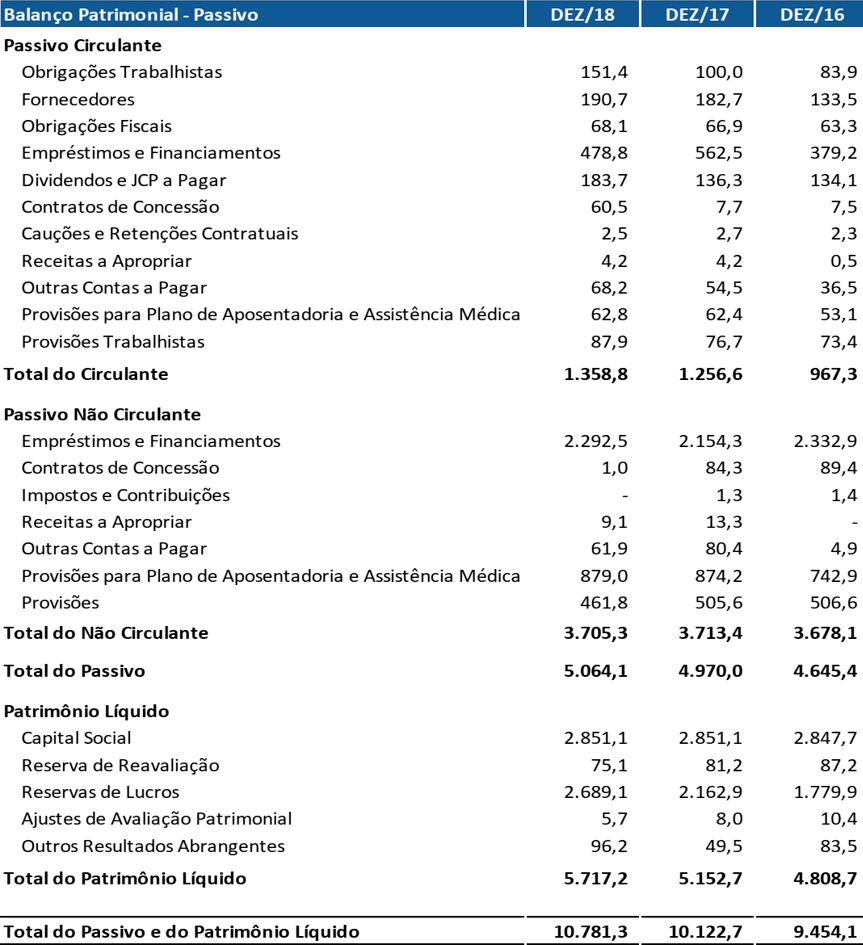 Balanço Patrimonial - Passivo DEZ/18 DEZ/17 DEZ/16
Passivo Circulante
Obrigações Trabalhistas 151,4 100,0 83,9
Fornecedores 190,7 182,7 133,5
Obrigações Fiscais 68,1 66,9 63,3
Empréstimos e Financiamentos 478,8 562,5 379,2
Dividendos e JCP a Pagar 183,7 136,3 134,1
Contratos de Concessão 60,5 7,7 7,5
Cauções e Retenções Contratuais 2,5 2,7 2,3
Receitas a Apropriar 4,2 4,2 0,5
Outras Contas a Pagar 68,2 54,5 36,5
Provisões para Plano de Aposentadoria e Assistência Médica 62,8 62,4 53,1
Provisões Trabalhistas 87,9 76,7 73,4
Total do Circulante 1.358,8 1.256,6 967,3
Passivo Não Circulante
Empréstimos e Financiamentos 2.292,5 2.154,3 2.332,9
Contratos de Concessão 1,0 84,3 89,4
Impostos e Contribuições - 1,3 1,4
Receitas a Apropriar 9,1 13,3 -
Outras Contas a Pagar 61,9 80,4 4,9
Provisões para Plano de Aposentadoria e Assistência Médica 879,0 874,2 742,9
Provisões 461,8 505,6 506,6
Total do Não Circulante 3.705,3 3.713,4 3.678,1
Total do Passivo 5.064,1 4.970,0 4.645,4
Patrimônio Líquido
Capital Social 2.851,1 2.851,1 2.847,7
Reserva de Reavaliação 75,1 81,2 87,2
Reservas de Lucros 2.689,1 2.162,9 1.779,9
Ajustes de Avaliação Patrimonial 5,7 8,0 10,4
Outros Resultados Abrangentes 96,2 49,5 83,5
Total do Patrimônio Líquido 5.717,2 5.152,7 4.808,7
Total do Passivo e do Patrimônio Líquido 10.781,3 10.122,7 9.454,1